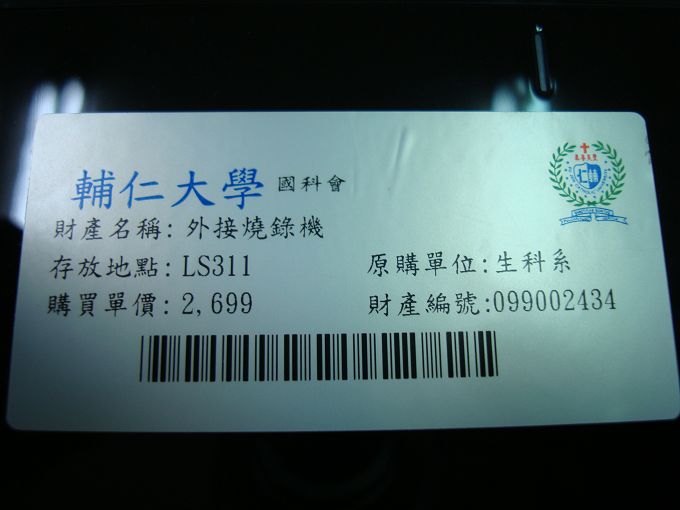 輔仁大學 國科會
財產名稱: 外接燒錄機
存放地點: LS311 原購單位: 生科系
購買單價: 2,699 財產編號:099002434